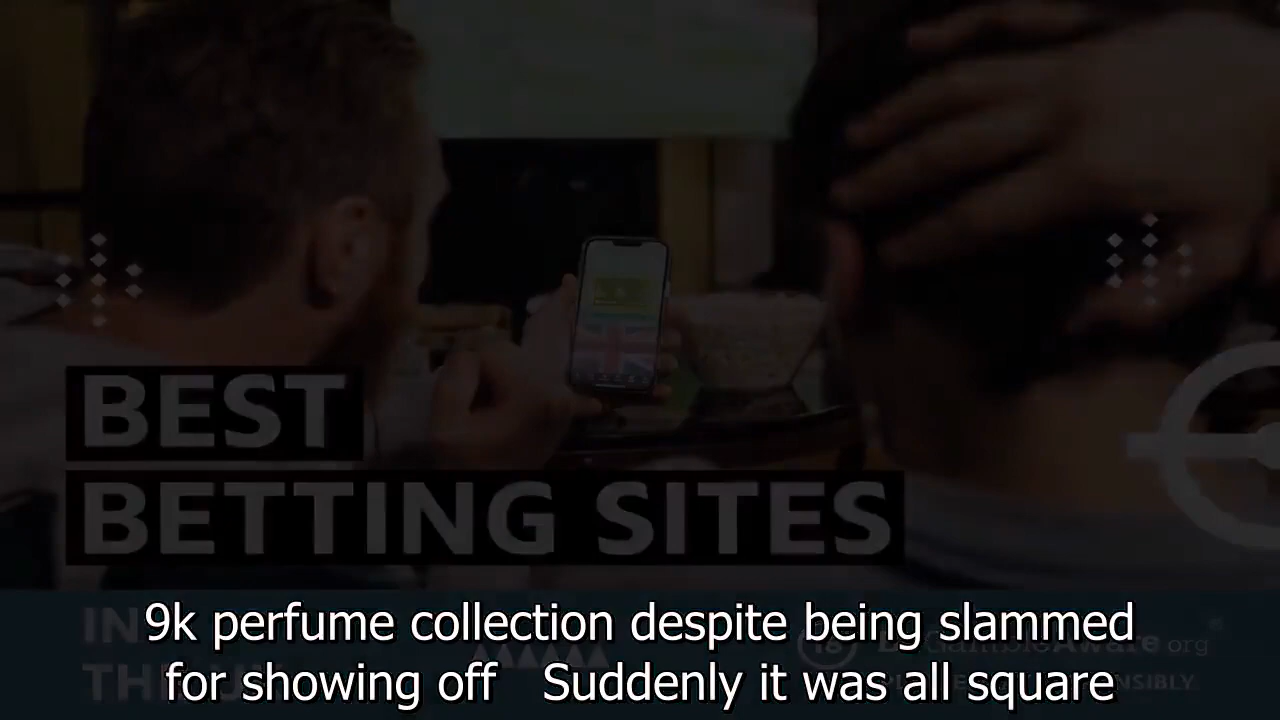 BEST
BETTING SITES
9k perfume collection despite being slammed
for showing off   Suddenly it was all square